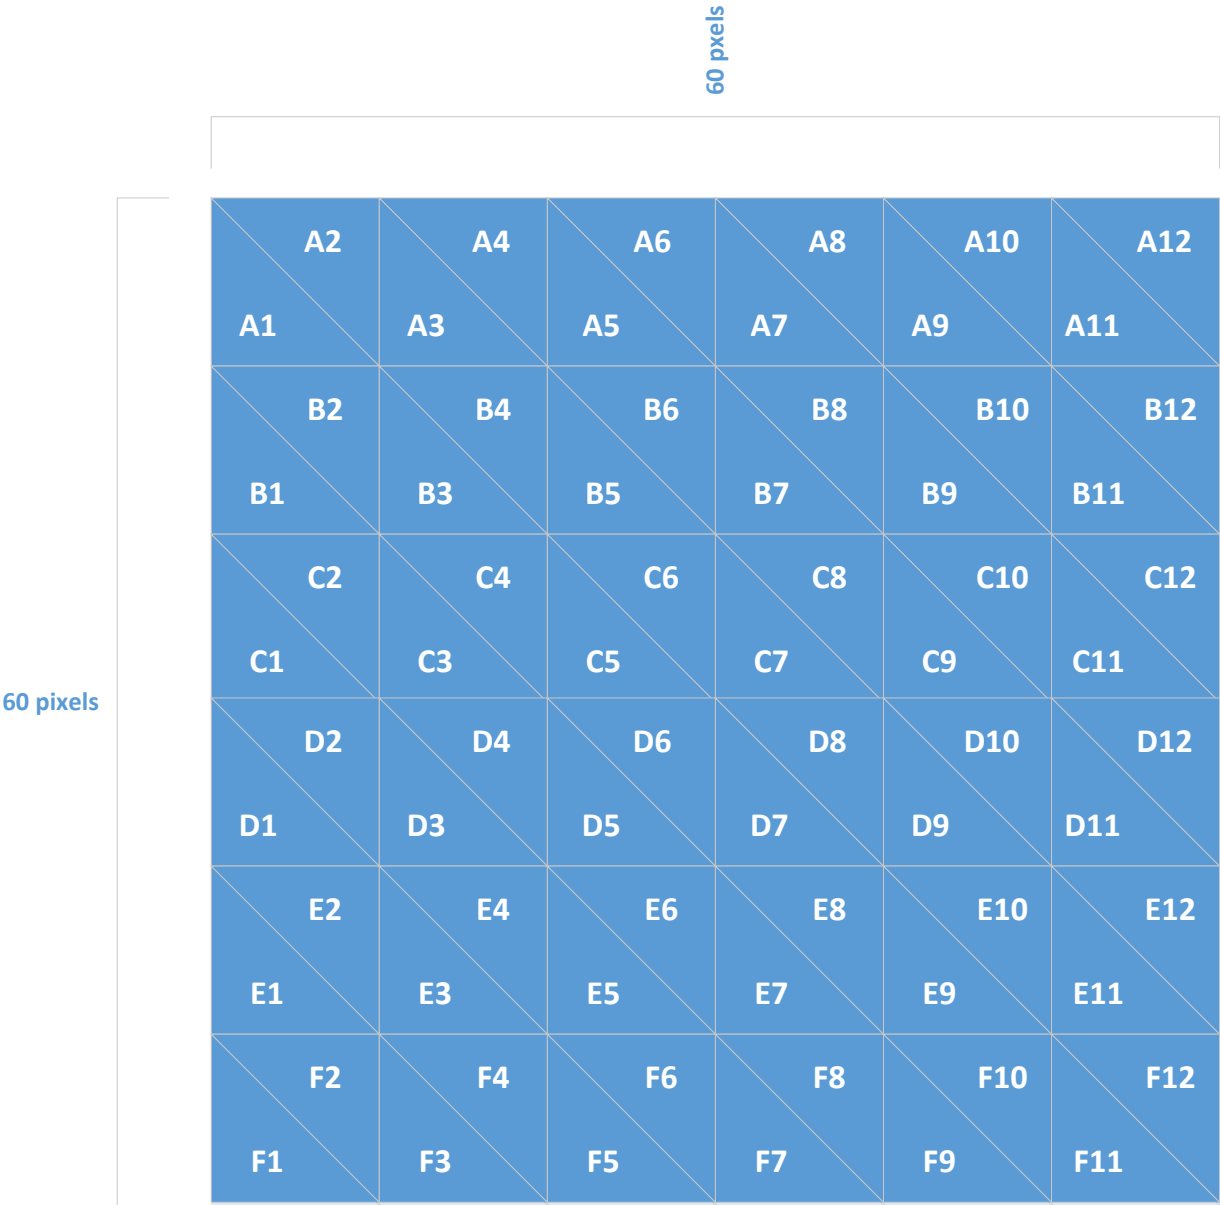 60 pxels
A2 A4 A6 A8 A10 A12
A1 A3 A5 A7 A9 A11
B2 B4 B6 B8 B10 B12
B1 B3 B5 B7 B9 B11
C2 C4 C6 C8 C10 C12
C1 C3 C5 C7 C9 C11
60 pixels
D2 D4 D6 D8 D10 D12
D1 D3 D5 D7 D9 D11
E2 E4 E6 E8 E10 E12
E1 E3 E5 E7 E9 E11
F2 F4 F6 F8 F10 F12
F1 F3 F5 F7 F9 F11